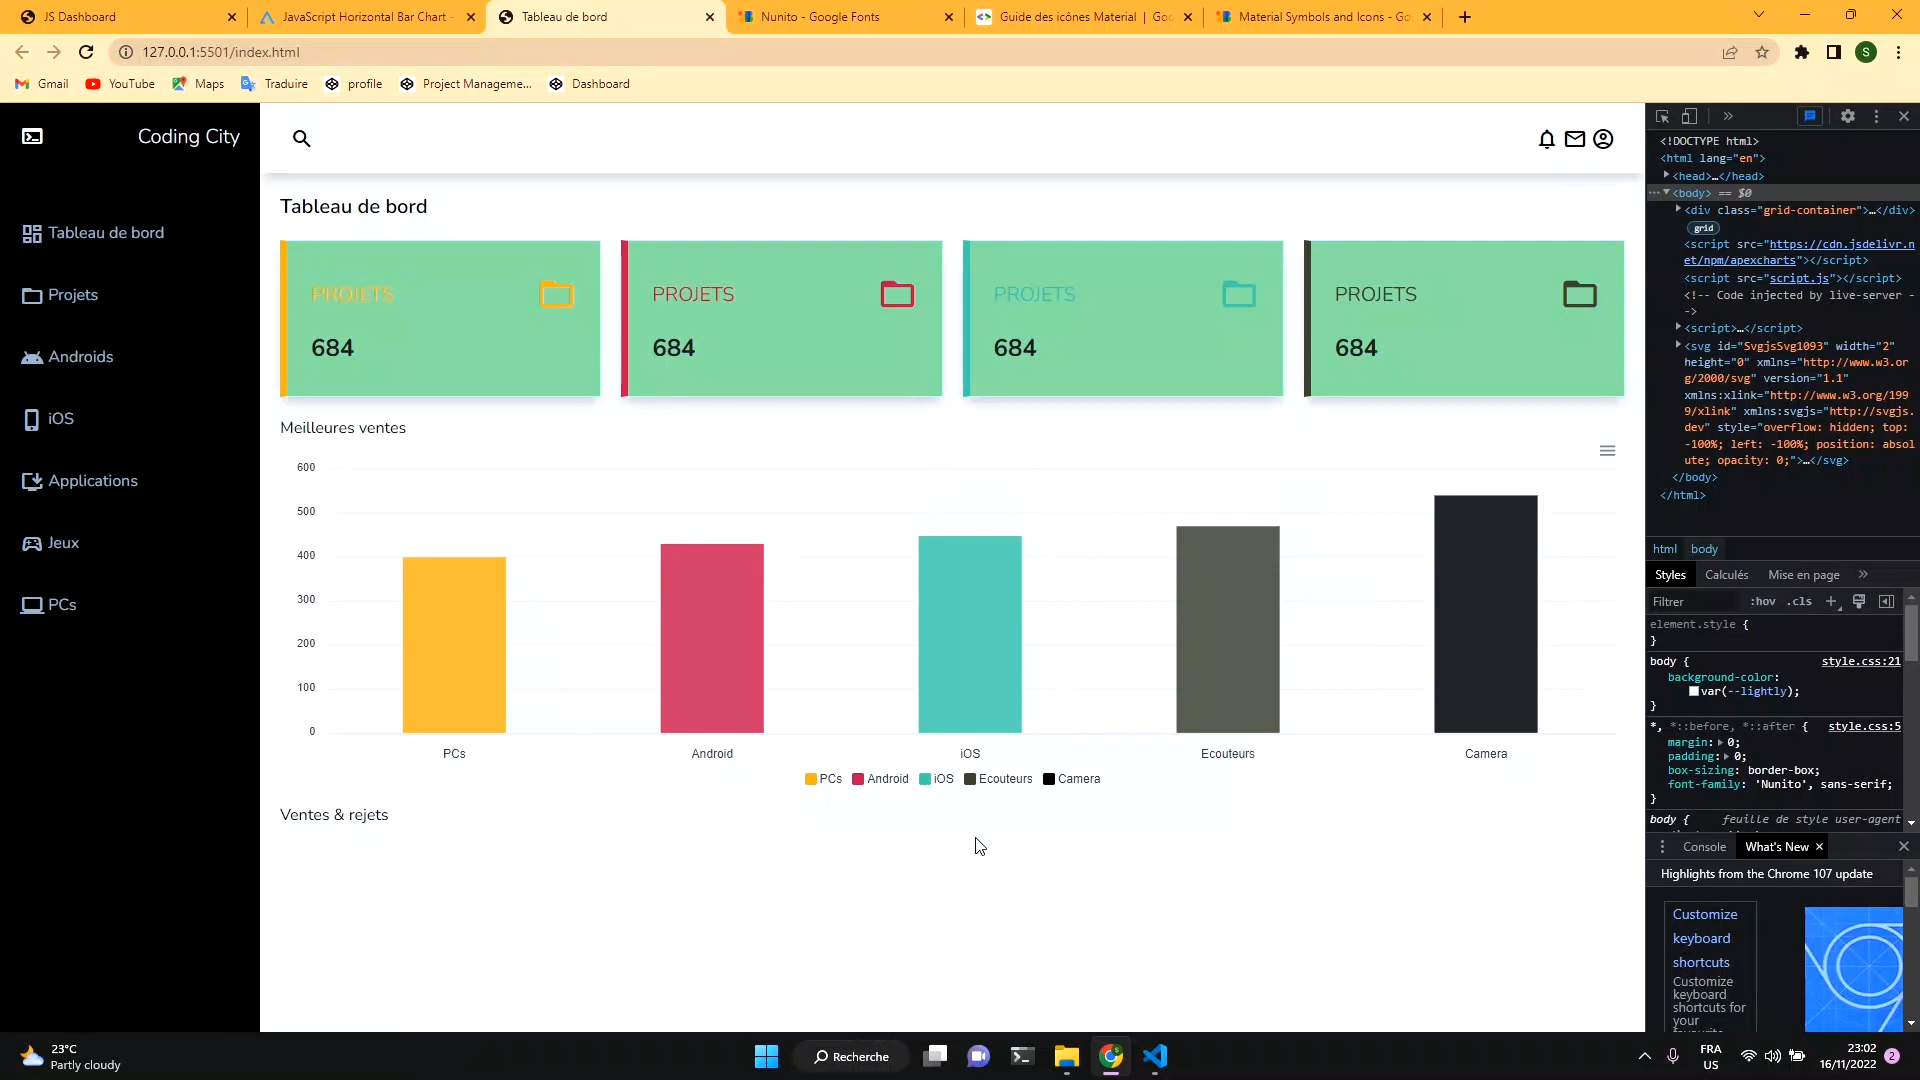 JS Dashboard
JavaScript Horizontal Bar Chart -
Tableau de bord
Nunito - Google Fonts
Guide des icônes Material | Goo
Material Symbols and Icons - Go
127.0.0.1:5501/index.html
S
Gmail
YouTube
Maps
Traduire
profile
Project Manageme...
Dashboard
Coding City
Tableau de bord
Projets
Androids
iOS
Applications
Jeux
PCs
Tableau de bord
PROJETS
684
PROJETS
684
PROJETS
684
PROJETS
684
Meilleures ventes
600
500
400
300
200
100
0
PCs
Android
iOS
Ecouteurs
Camera
PCs Android iOS Ecouteurs Camera
Ventes & rejets
<!DOCTYPE html>
<html lang="en">
<head>…</head>
<body> == $0
<div class="grid-container">…</div>
grid
<script src="https://cdn.jsdelivr.n
et/npm/apexcharts"></script>
<script src="script.js"></script>
<!-- Code injected by live-server -
->
<script>…</script>
<svg id="SvgjsSvg1093" width="2"
height="0" xmlns="http://www.w3.or
g/2000/svg" version="1.1"
xmlns:xlink="http://www.w3.org/199
9/xlink" xmlns:svgjs="http://svgjs.
dev" style="overflow: hidden; top:
-100%; left: -100%; position: absol
ute; opacity: 0;">…</svg>
</body>
</html>
html body
Styles Calculés Mise en page »
Filtrer :hov .cls +
element.style {
}
body { style.css:21
background-color:
var(--lightly);
}
*, *::before, *::after { style.css:5
margin: 0;
padding: 0;
box-sizing: border-box;
font-family: 'Nunito', sans-serif;
}
body { feuille de style user-agent
Console What's New ×
Highlights from the Chrome 107 update
Customize
keyboard
shortcuts
Customize
keyboard
shortcuts for
your
23°C
Partly cloudy
Recherche
FRA
US
23:02
16/11/2022
2